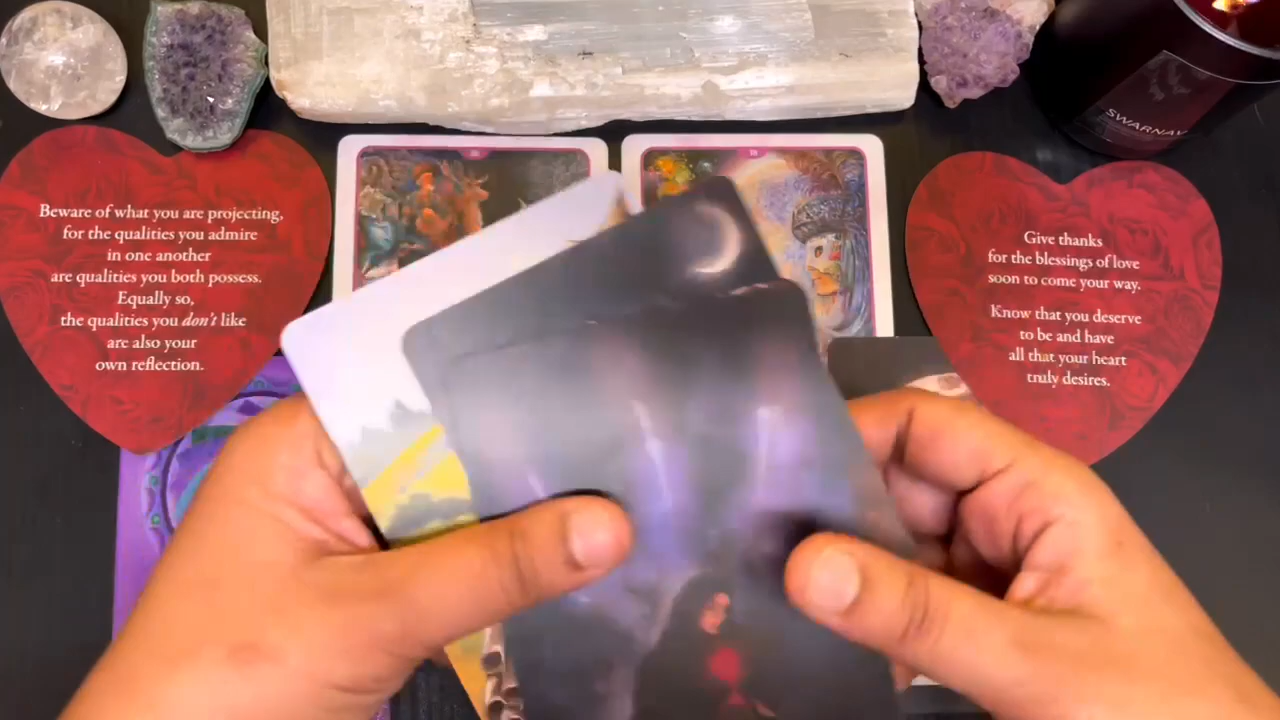 Beware of what you are projecting,
for the qualities you admire
in one another
are qualities you both possess.
Equally so,
the qualities you don't like
are also your
own reflection.
Give thanks
for the blessings of love
soon to come your way.
Know that you deserve
to be and have
all that your heart
truly desires.
SWARNAV